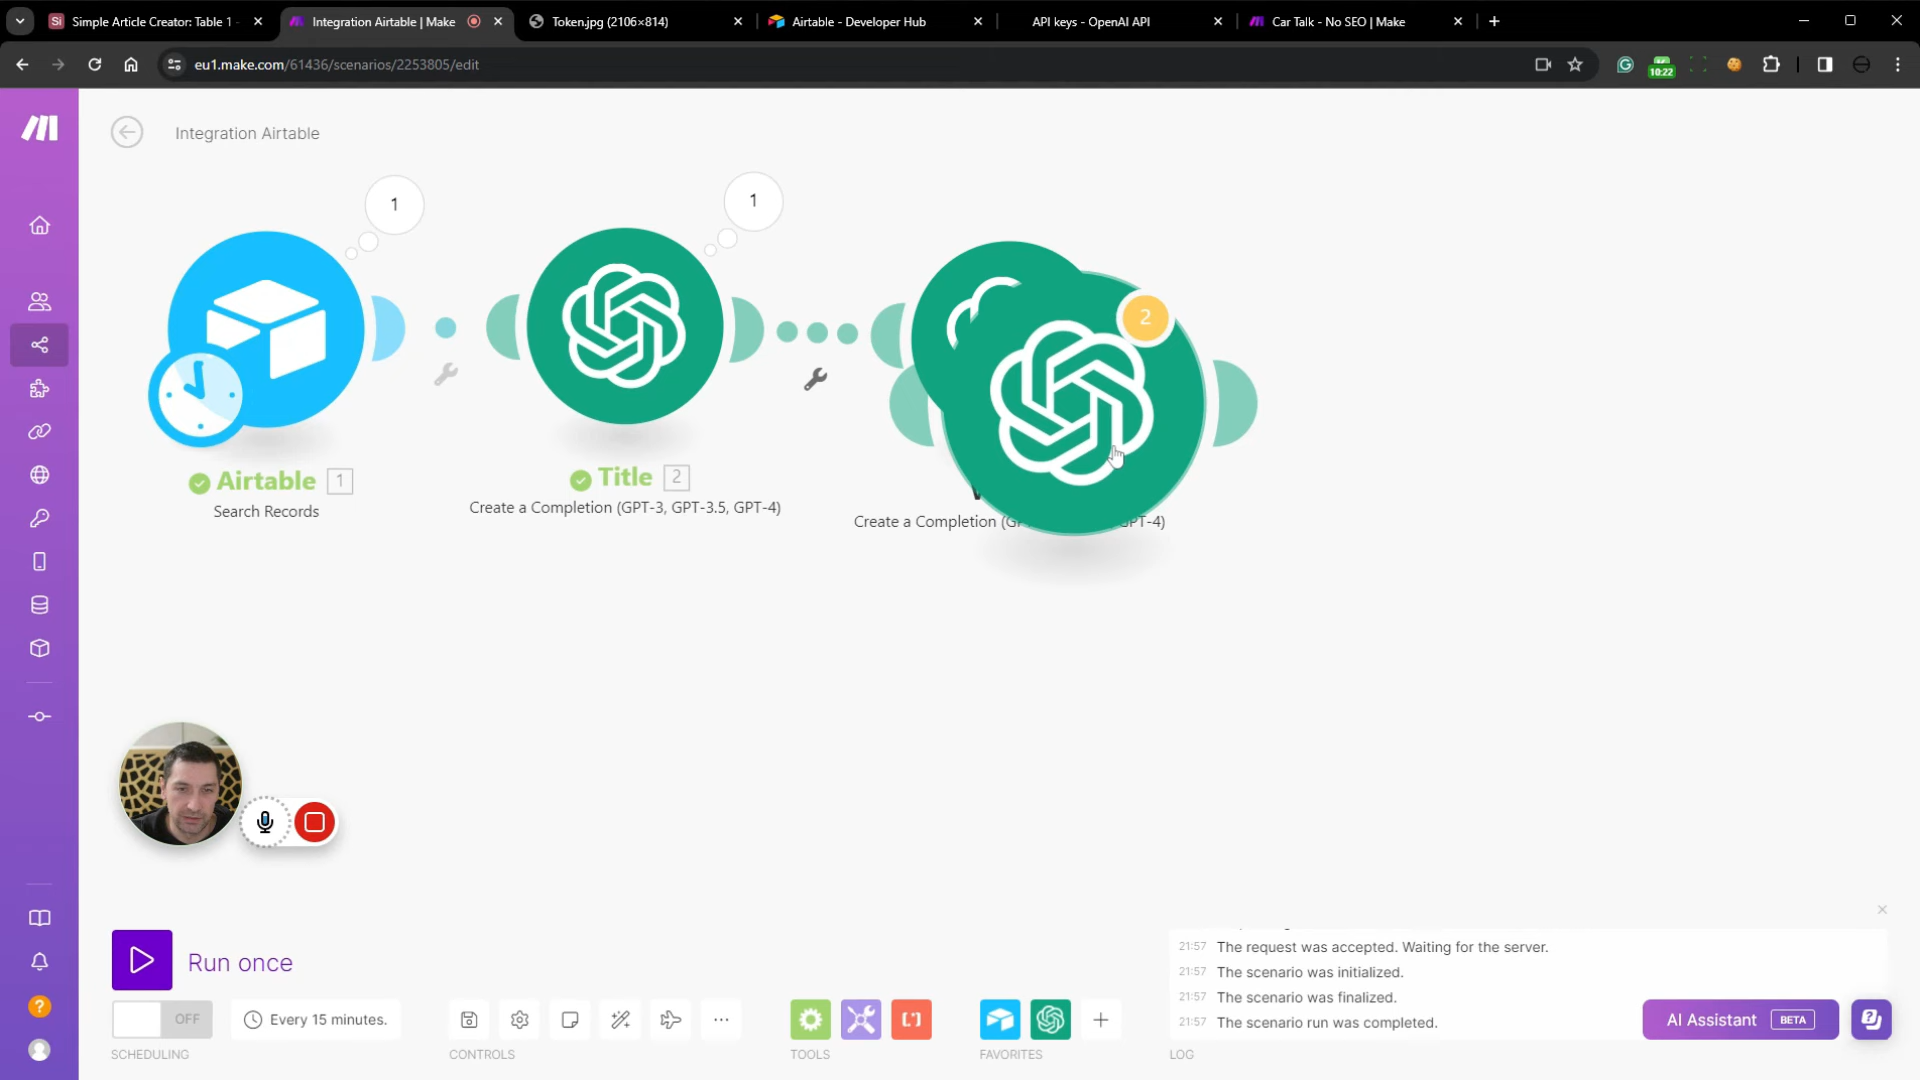 Simple Article Creator: Table 1 -
Integration Airtable | Make
Token.jpg (2106×814)
Airtable - Developer Hub
API keys - OpenAI API
Car Talk - No SEO | Make
eu1.make.com/61436/scenarios/2253805/edit
10:22
Integration Airtable
1
1
2
Airtable 1
Search Records
Title 2
Create a Completion (GPT-3, GPT-3.5, GPT-4)
Create a Completion (GPT-4)
Run once
OFF
Every 15 minutes.
SCHEDULING
CONTROLS
TOOLS
FAVORITES
LOG
21:57 The request was accepted. Waiting for the server.
21:57 The scenario was initialized.
21:57 The scenario was finalized.
21:57 The scenario run was completed.
AI Assistant BETA